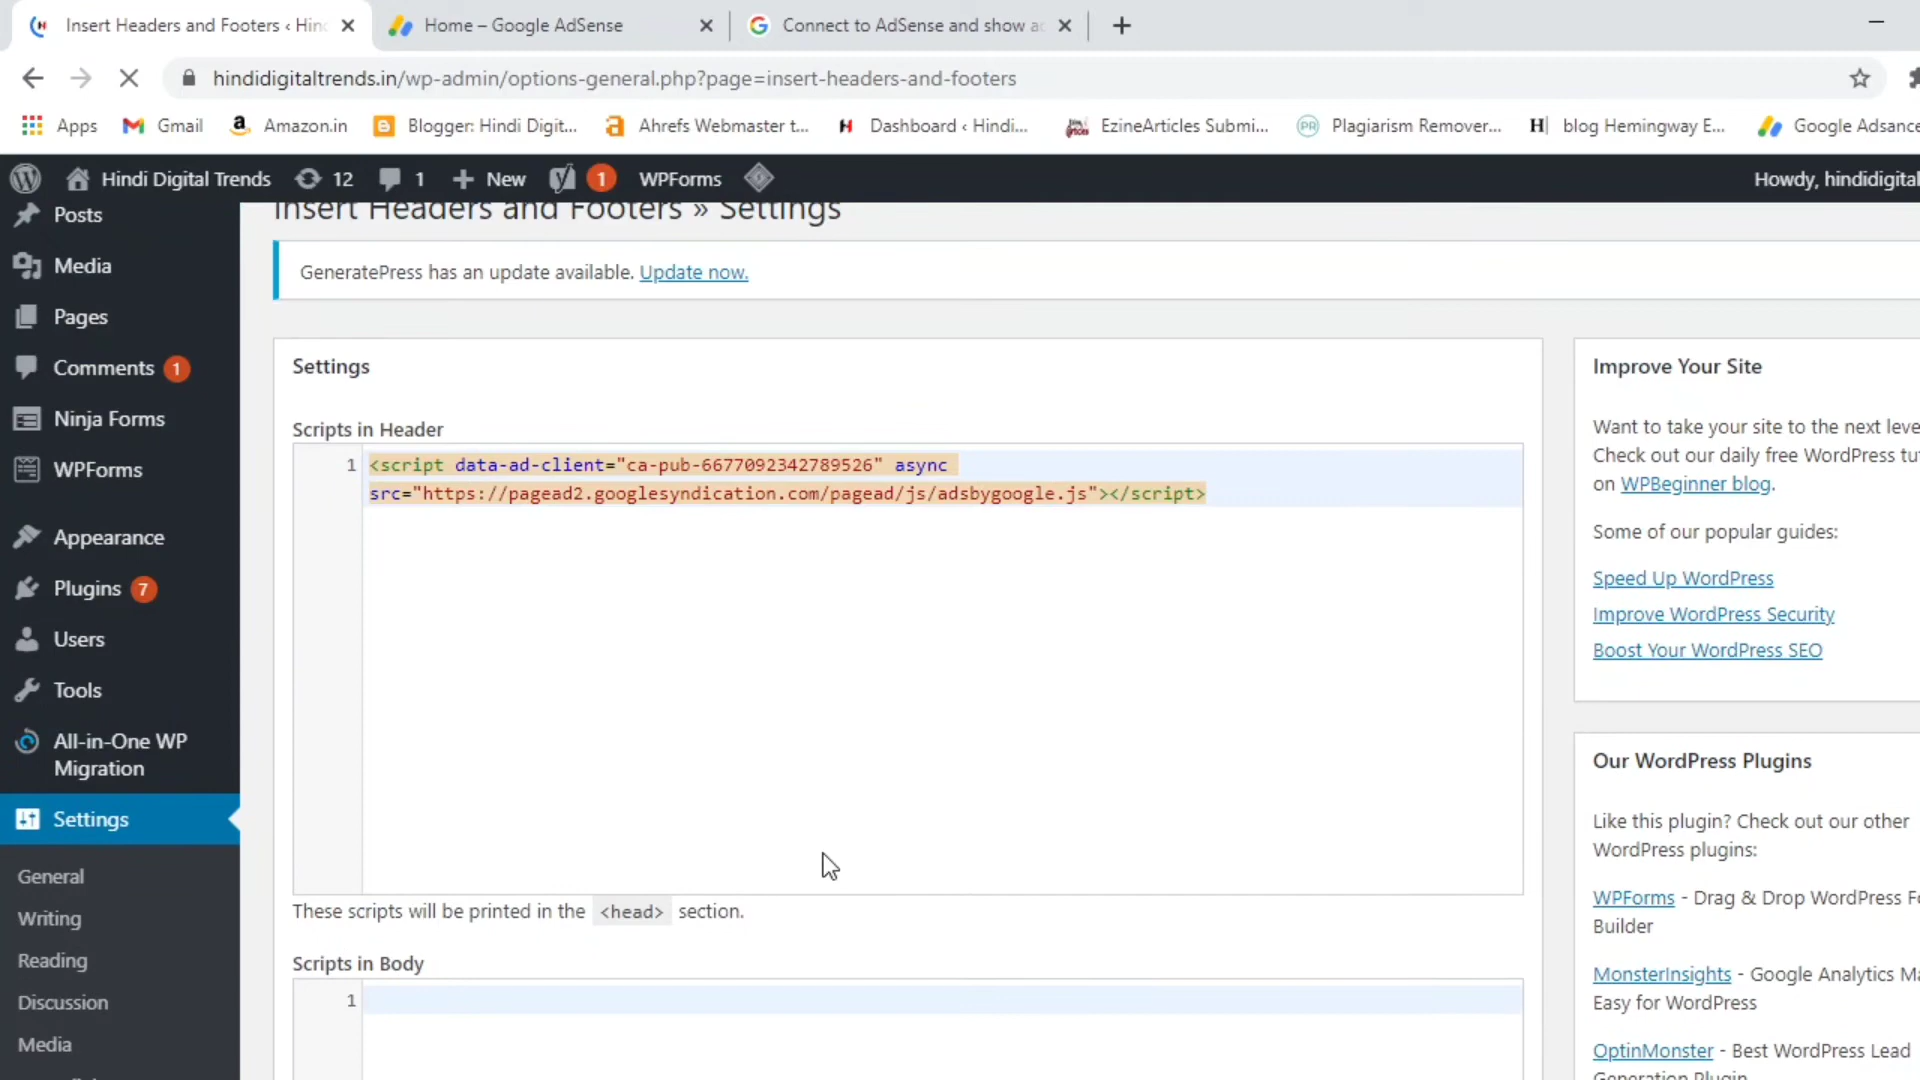 Insert Headers and Footers ‹ Hin
Home – Google AdSense
Connect to AdSense and show a
hindidigitaltrends.in/wp-admin/options-general.php?page=insert-headers-and-footers
Apps
Gmail
Amazon.in
Blogger: Hindi Digit...
Ahrefs Webmaster t...
Dashboard ‹ Hindi...
EzineArticles Submi...
Plagiarism Remover...
blog Hemingway E...
Google Adsance
Hindi Digital Trends
12
1
New
1
WPForms
Howdy, hindidigital
Posts
Media
Pages
Comments 1
Ninja Forms
WPForms
Appearance
Plugins 7
Users
Tools
All-in-One WP
Migration
Settings
General
Writing
Reading
Discussion
Media
Insert Headers and Footers » Settings
GeneratePress has an update available. Update now.
Settings
Scripts in Header
1
<script data-ad-client="ca-pub-6677092342789526" async
src="https://pagead2.googlesyndication.com/pagead/js/adsbygoogle.js"></script>
These scripts will be printed in the <head> section.
Scripts in Body
1
Improve Your Site
Want to take your site to the next leve
Check out our daily free WordPress tu
on WPBeginner blog.
Some of our popular guides:
Speed Up WordPress
Improve WordPress Security
Boost Your WordPress SEO
Our WordPress Plugins
Like this plugin? Check out our other
WordPress plugins:
WPForms - Drag & Drop WordPress Fo
Builder
MonsterInsights - Google Analytics Ma
Easy for WordPress
OptinMonster - Best WordPress Lead
Generation Plugin